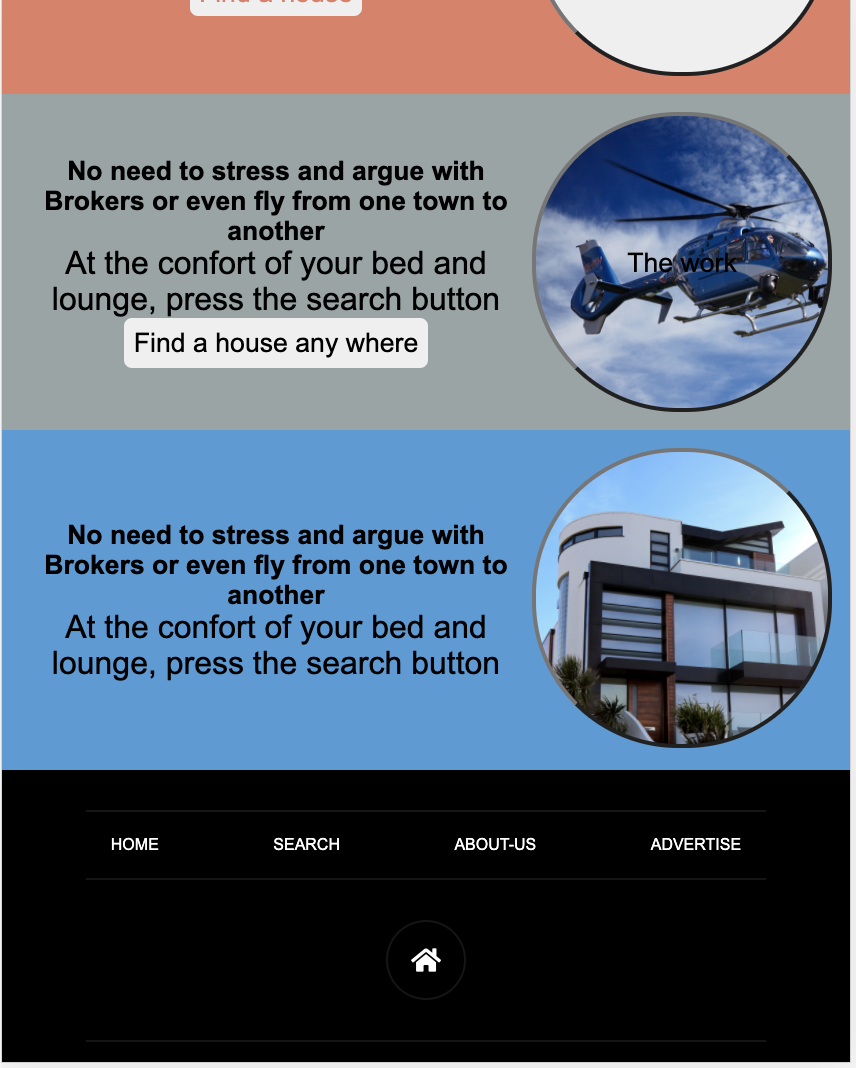 Find a house
No need to stress and argue with
Brokers or even fly from one town to
another
At the confort of your bed and
lounge, press the search button
Find a house any where
The work
No need to stress and argue with
Brokers or even fly from one town to
another
At the confort of your bed and
lounge, press the search button
HOME SEARCH ABOUT-US ADVERTISE